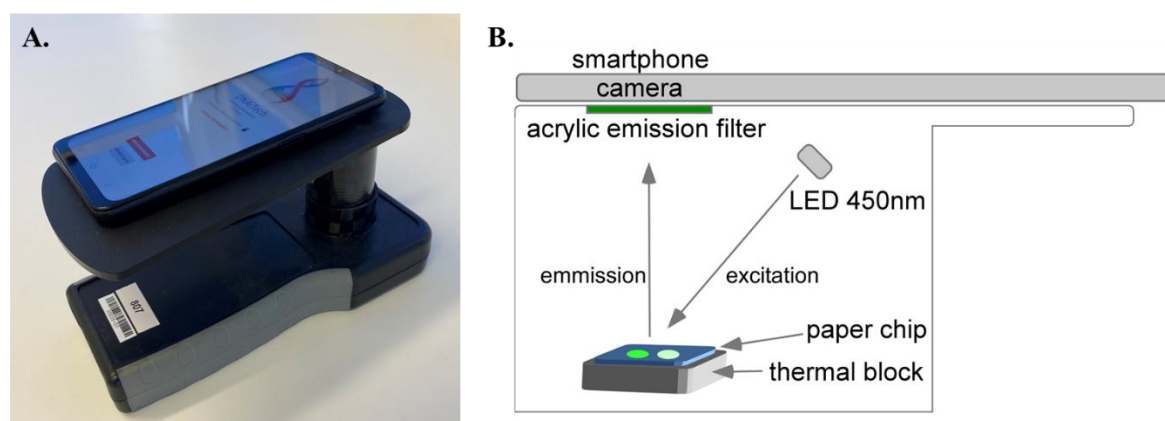 A.
807
B.
smartphone
camera
acrylic emission filter
LED 450nm
emmission
excitation
paper chip
thermal block